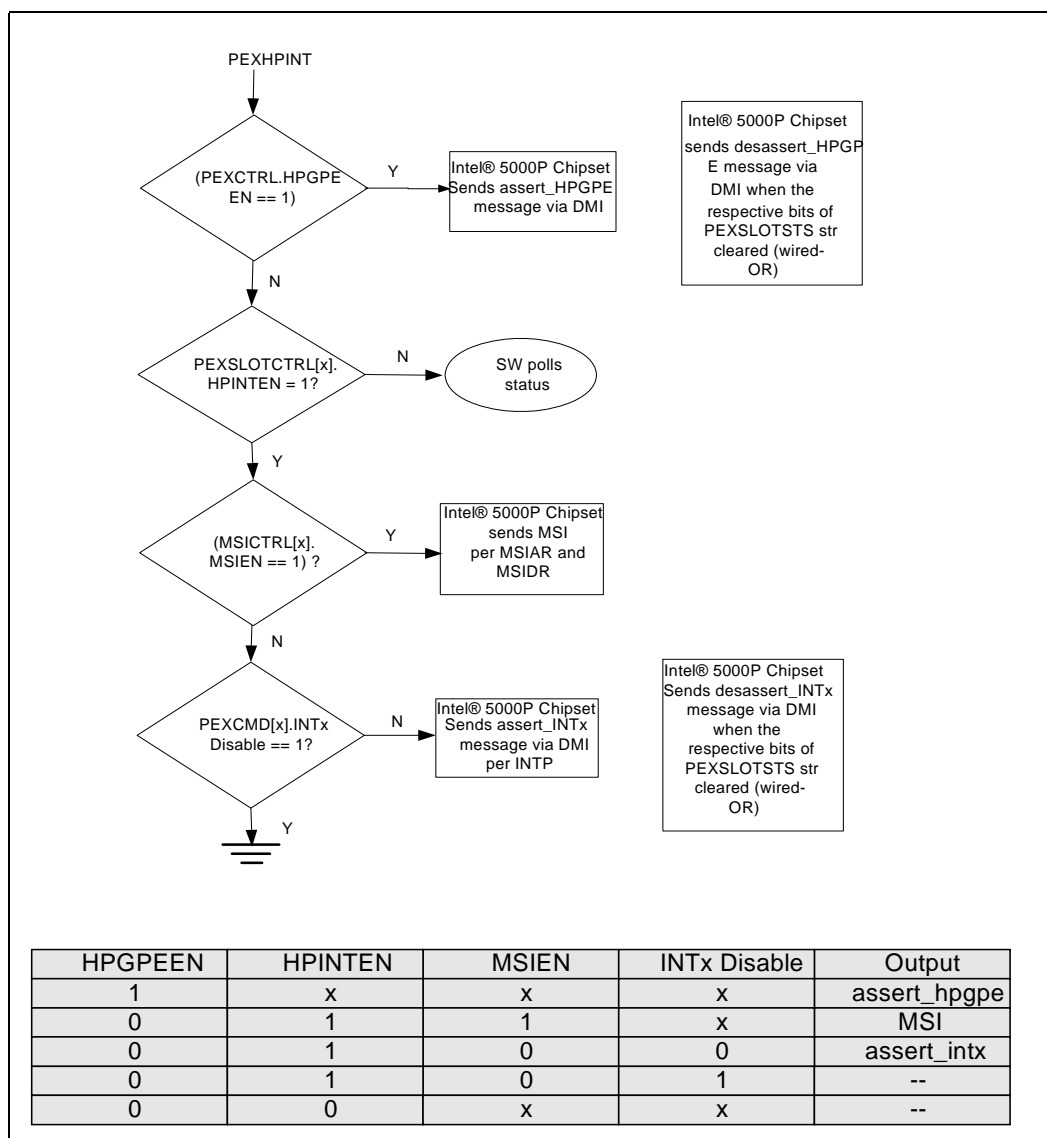 PEXHPINT
(PEXCTRL.HPGPE
EN == 1)
Y
Intel® 5000P Chipset
Sends assert_HPGPE
message via DMI
Intel® 5000P Chipset
sends desassert_HPGP
E message via
DMI when the
respective bits of
PEXSLOTSTS str
cleared (wired-
OR)
N
PEXSLOTCTRL[x].
HPINTEN = 1?
N
SW polls
status
Y
(MSICTRL[x].
MSIEN == 1) ?
Y
Intel® 5000P Chipset
sends MSI
per MSIAR and
MSIDR
N
PEXCMD[x].INTx
Disable == 1?
N
Intel® 5000P Chipset
Sends assert_INTx
message via DMI
per INTP
Intel® 5000P Chipset
Sends desassert_INTx
message via DMI
when the
respective bits of
PEXSLOTSTS str
cleared (wired-
OR)
Y
HPGPEEN HPINTEN MSIEN INTx Disable Output
1 x x x assert_hpgpe
0 1 1 x MSI
0 1 0 0 assert_intx
0 1 0 1 --
0 0 x x --